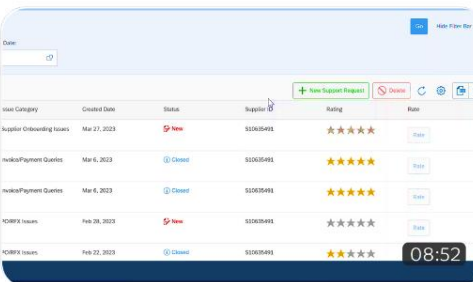 Go Hide Filter Bar
Date:
New Support Request Delete
Issue Category Created Date Status Supplier ID Rating Rate
Supplier Onboarding Issues Mar 27, 2023 New S10635491 Rate
nvoice/Payment Queries Mar 6, 2023 Closed S10635491 Rate
nvoice/Payment Queries Mar 6, 2023 Closed S10635491 Rate
PO/RFX Issues Feb 28, 2023 New S10635491 Rate
PO/RFX Issues Feb 22, 2023 Closed S10635491
08:52